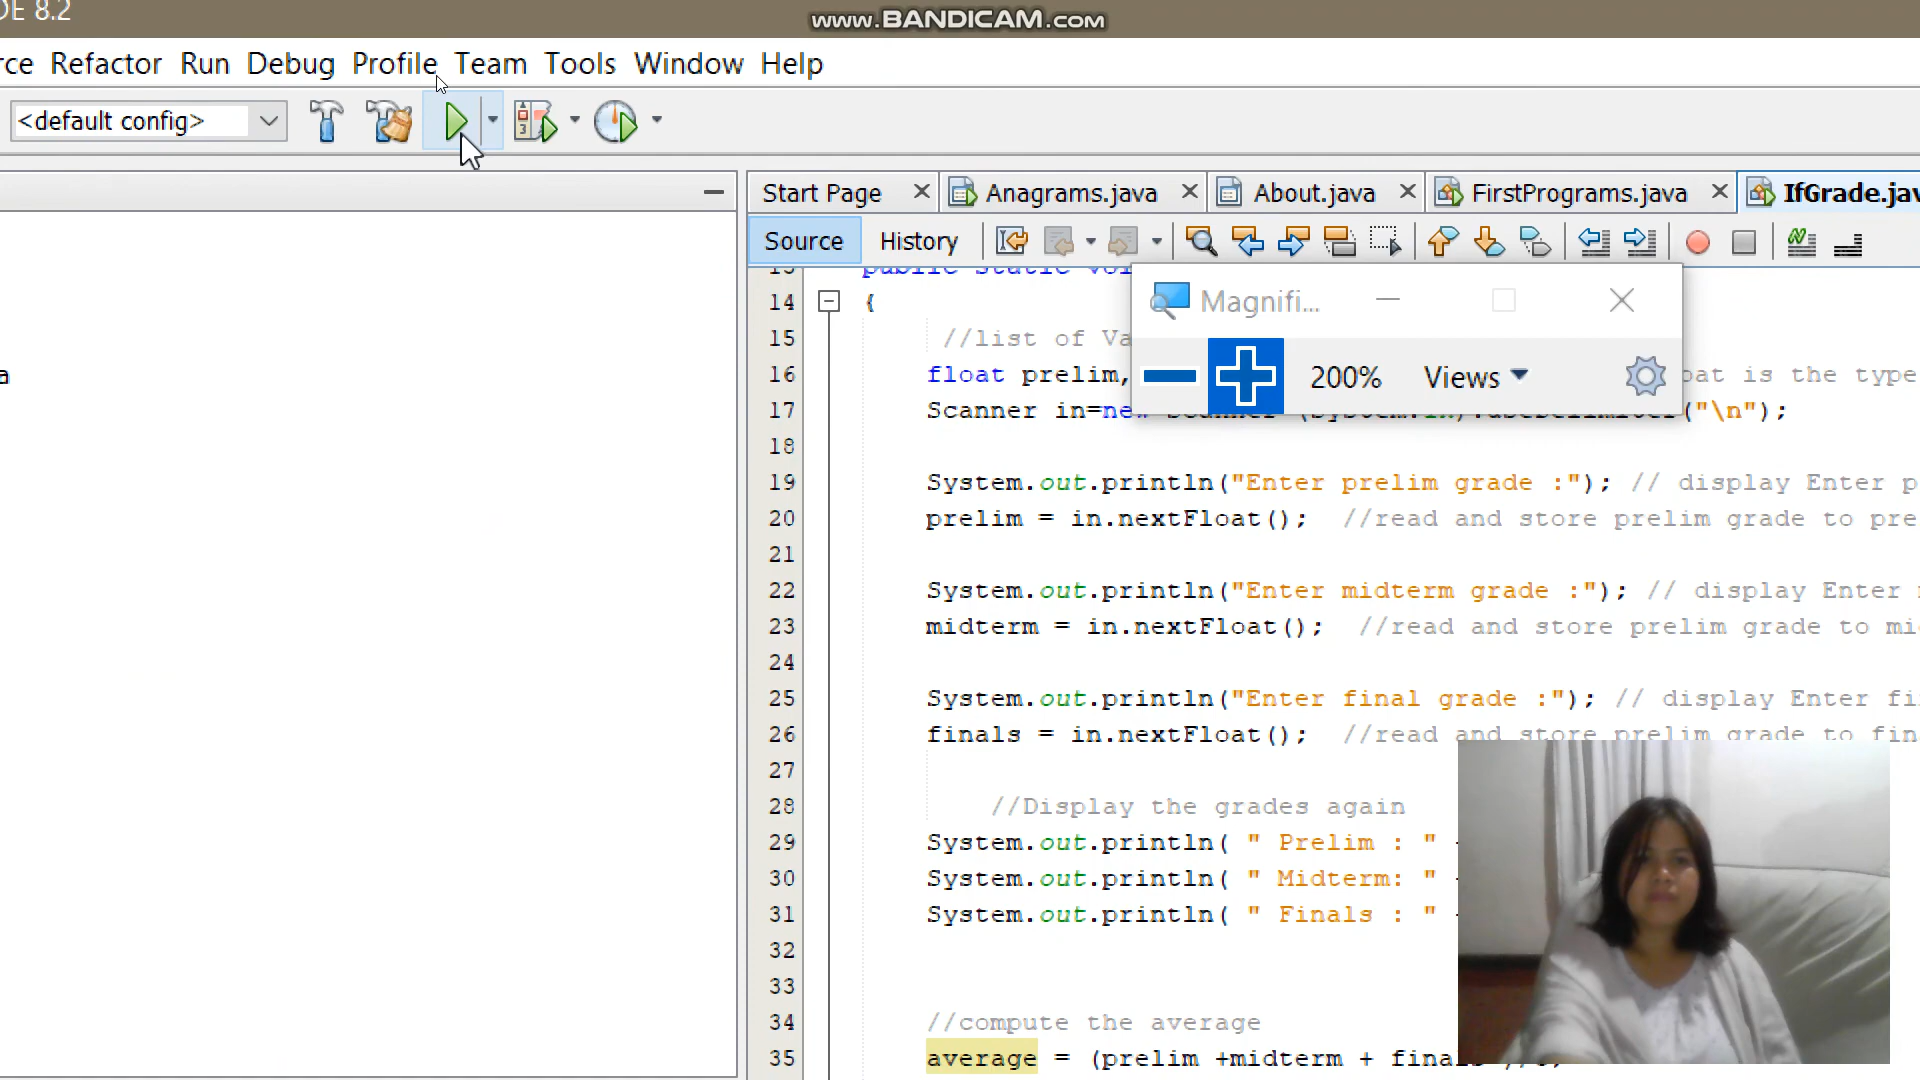 DE 8.2
www.BANDICAM.com
rce Refactor Run Debug Profile Team Tools Window Help
<default config>
Start Page
Anagrams.java
About.java
FirstPrograms.java
IfGrade.jav
Source
History
Magnifi...
200%
Views
a
14 {
15 //list of Va
16 float prelim, oat is the type
17 Scanner in=new ("\n");
18
19 System.out.println("Enter prelim grade :"); // display Enter p
20 prelim = in.nextFloat(); //read and store prelim grade to pre
21
22 System.out.println("Enter midterm grade :"); // display Enter
23 midterm = in.nextFloat(); //read and store prelim grade to mi
24
25 System.out.println("Enter final grade :"); // display Enter fi
26 finals = in.nextFloat(); //read and store prelim grade to fin
27
28 //Display the grades again
29 System.out.println( " Prelim : "
30 System.out.println( " Midterm: "
31 System.out.println( " Finals : "
32
33
34 //compute the average
35 average = (prelim +midterm + final